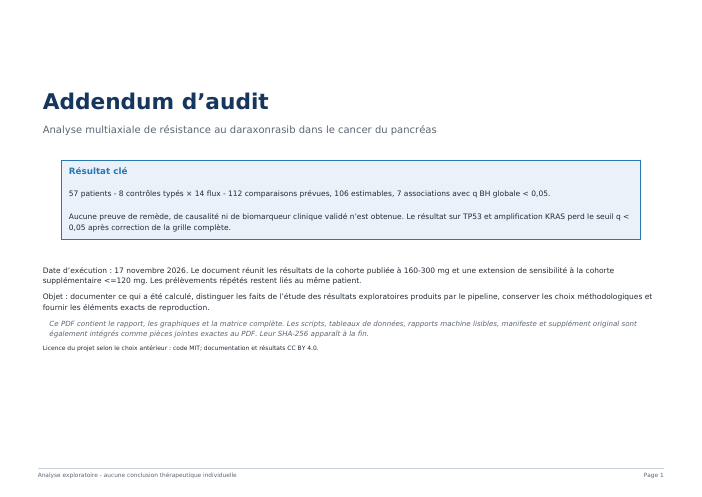 Addendum d’audit
Analyse multiaxiale de résistance au daraxonrasib dans le cancer du pancréas
Résultat clé
57 patients - 8 contrôles typés × 14 flux - 112 comparaisons prévues, 106 estimables, 7 associations avec q BH globale < 0,05.
Aucune preuve de remède, de causalité ni de biomarqueur clinique validé n’est obtenue. Le résultat sur TP53 et amplification KRAS perd le seuil q <
0,05 après correction de la grille complète.
Date d’exécution : 17 novembre 2026. Le document réunit les résultats de la cohorte publiée à 160-300 mg et une extension de sensibilité à la cohorte
supplémentaire <=120 mg. Les prélèvements répétés restent liés au même patient.
Objet : documenter ce qui a été calculé, distinguer les faits de l’étude des résultats exploratoires produits par le pipeline, conserver les choix méthodologiques et
fournir les éléments exacts de reproduction.
Ce PDF contient le rapport, les graphiques et la matrice complète. Les scripts, tableaux de données, rapports machine lisibles, manifeste et supplément original sont
également intégrés comme pièces jointes exactes au PDF. Leur SHA-256 apparaît à la fin.
Licence du projet selon le choix antérieur : code MIT; documentation et résultats CC BY 4.0.
Analyse exploratoire - aucune conclusion thérapeutique individuelle
Page 1